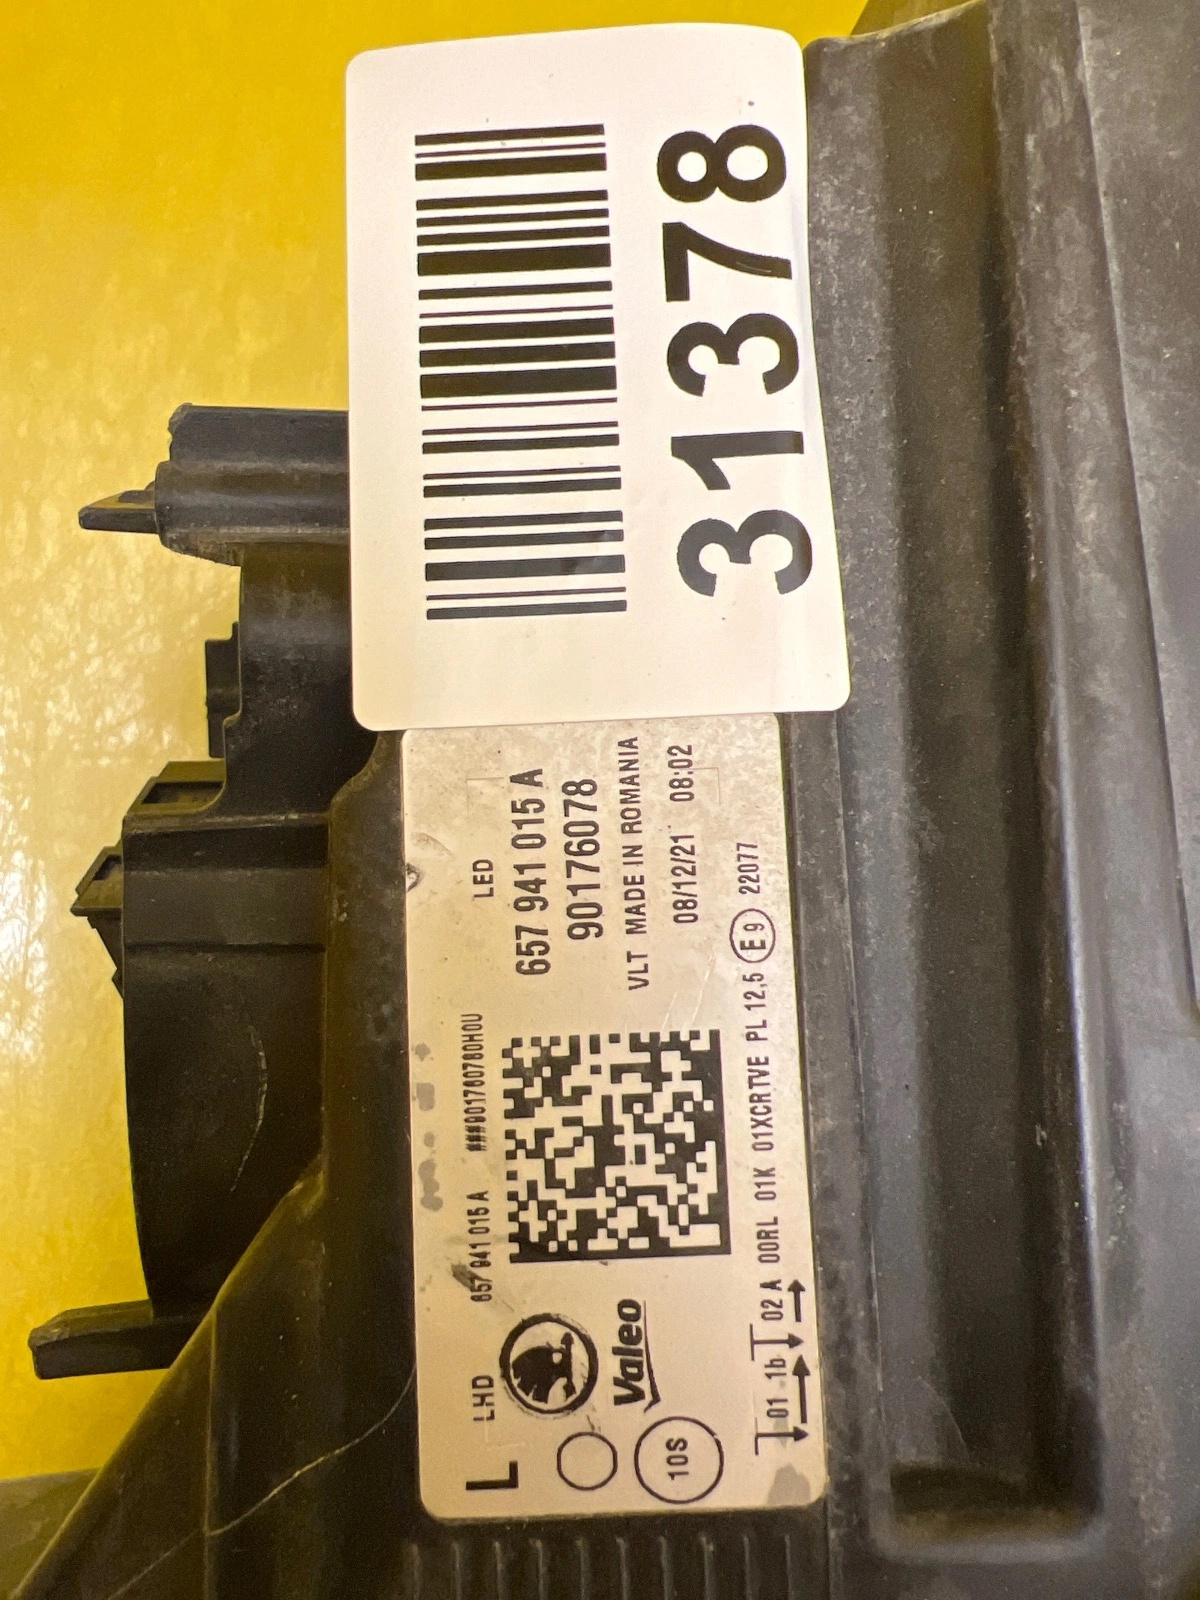 31378
L LHD 657 941 015 A ###901760780H0U LED
657 941 015 A
90176078
Valeo
VLT MADE IN ROMANIA
10S
08/12/21 08:02
01 1b 02 A 00RL 01K 01XCRTVE PL 12,5 E9 22077